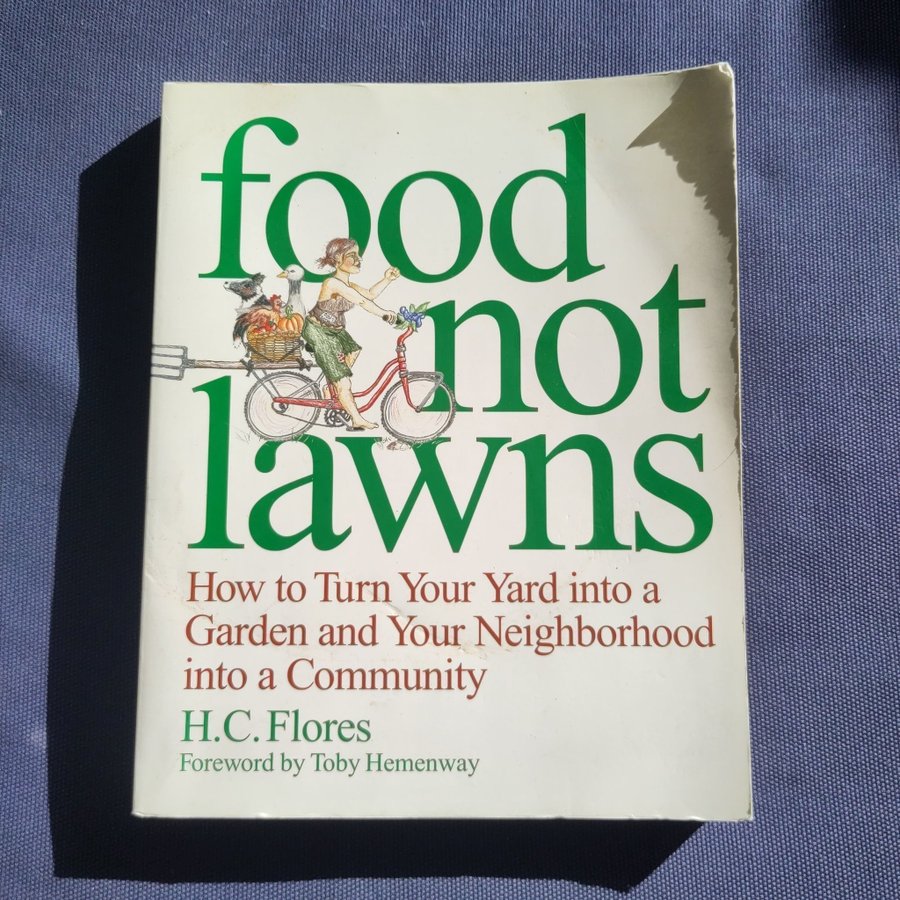 food
not
lawns
How to Turn Your Yard into a
Garden and Your Neighborhood
into a Community
H.C. Flores
Foreword by Toby Hemenway